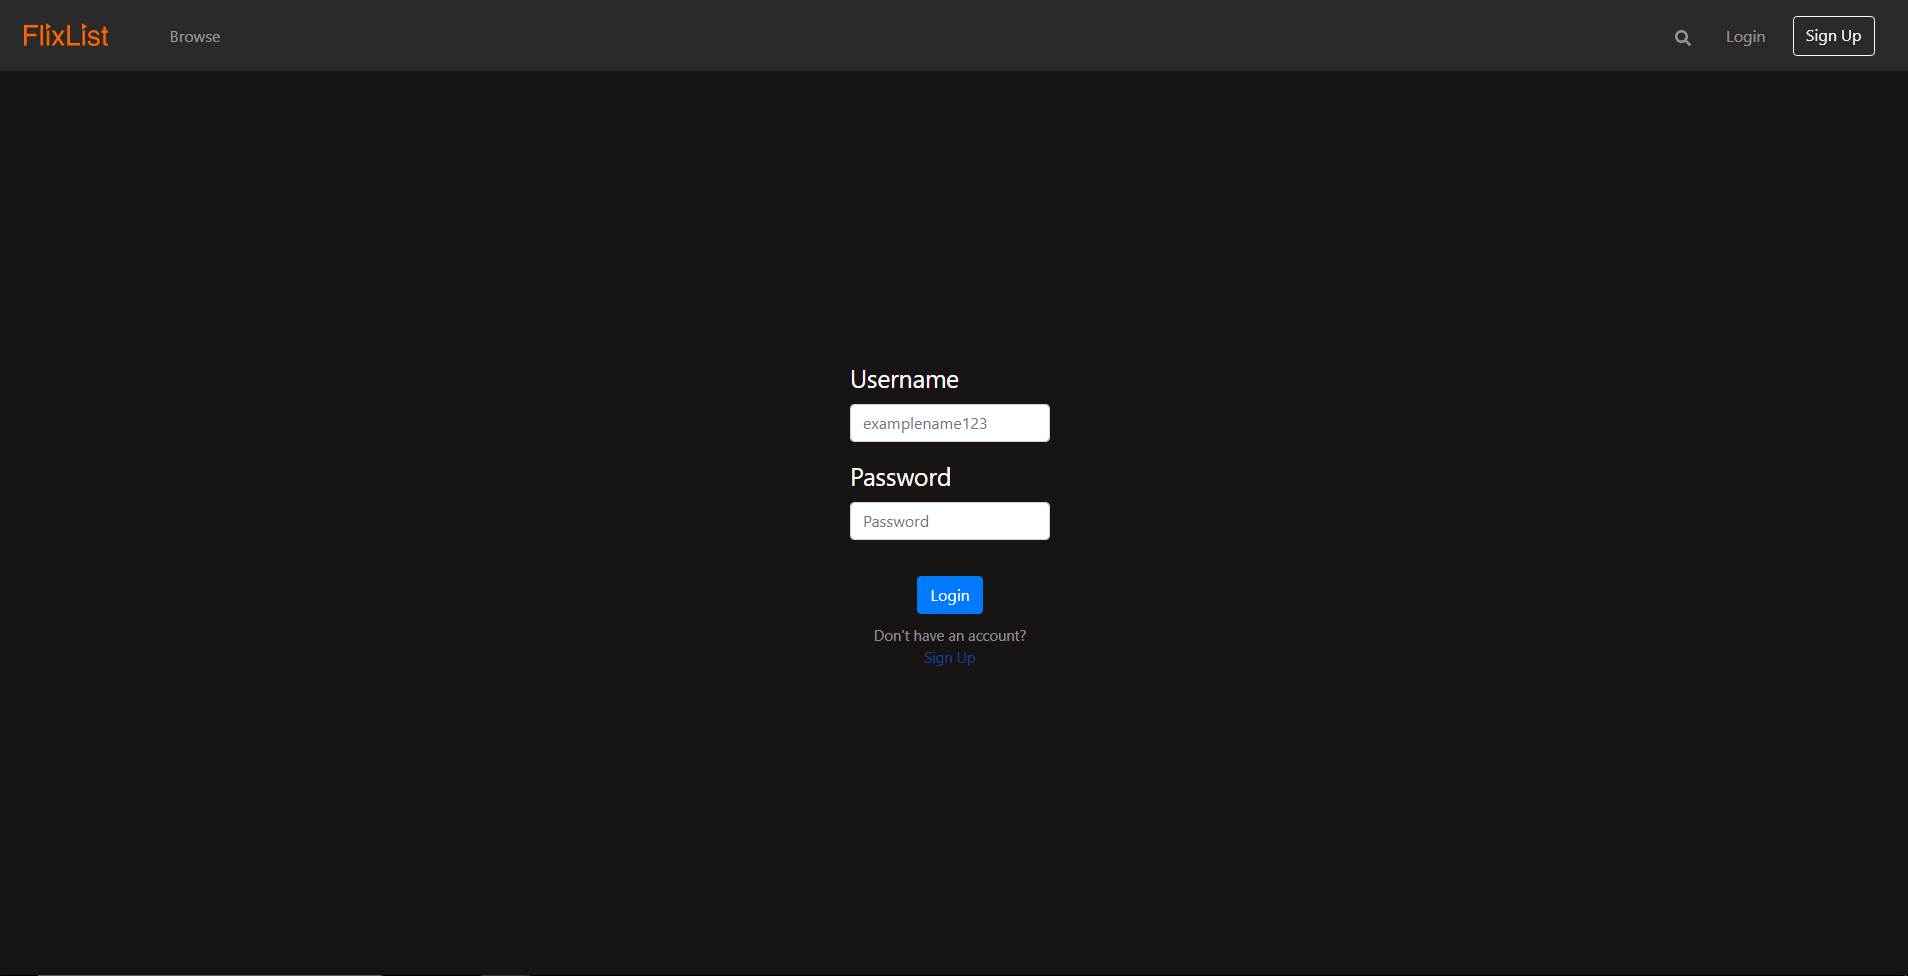 FlixList Browse Login Sign Up
Username
examplename123
Password
Password
Login
Don't have an account?
Sign Up